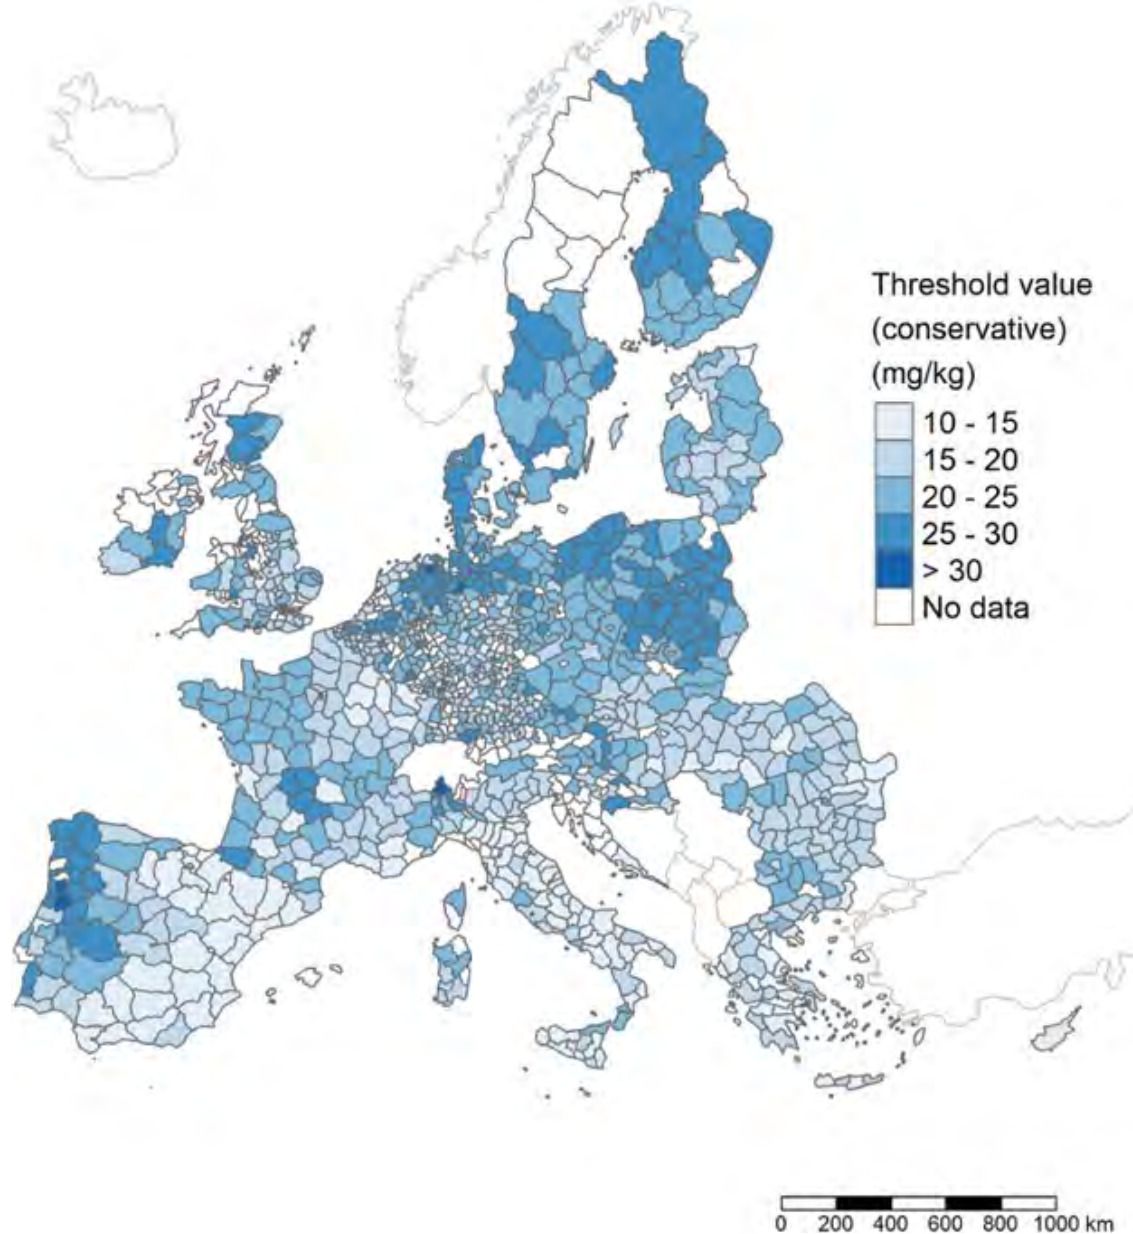 Threshold value
(conservative)
(mg/kg)
10 - 15
15 - 20
20 - 25
25 - 30
> 30
No data
0 200 400 600 800 1000 km